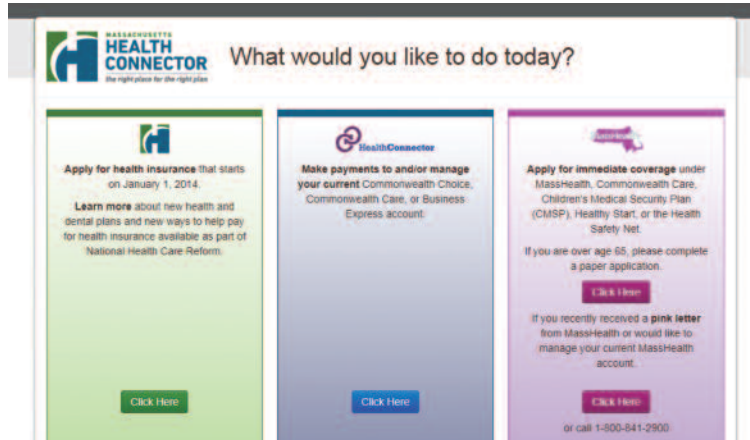 MASSACHUSETTS
HEALTH
CONNECTOR
the right place for the right plan
What would you like to do today?
Apply for health insurance that starts
on January 1, 2014.
Learn more about new health and
dental plans and new ways to help pay
for health insurance available as part of
National Health Care Reform.
Click Here
HealthConnector
Make payments to and/or manage
your current Commonwealth Choice,
Commonwealth Care, or Business
Express account.
Click Here
MassHealth
Apply for immediate coverage under
MassHealth, Commonwealth Care,
Children's Medical Security Plan
(CMSP), Healthy Start, or the Health
Safety Net.
If you are over age 65, please complete
a paper application.
Click Here
If you recently received a pink letter
from MassHealth or would like to
manage your current MassHealth
account.
Click Here
or call 1-800-841-2900